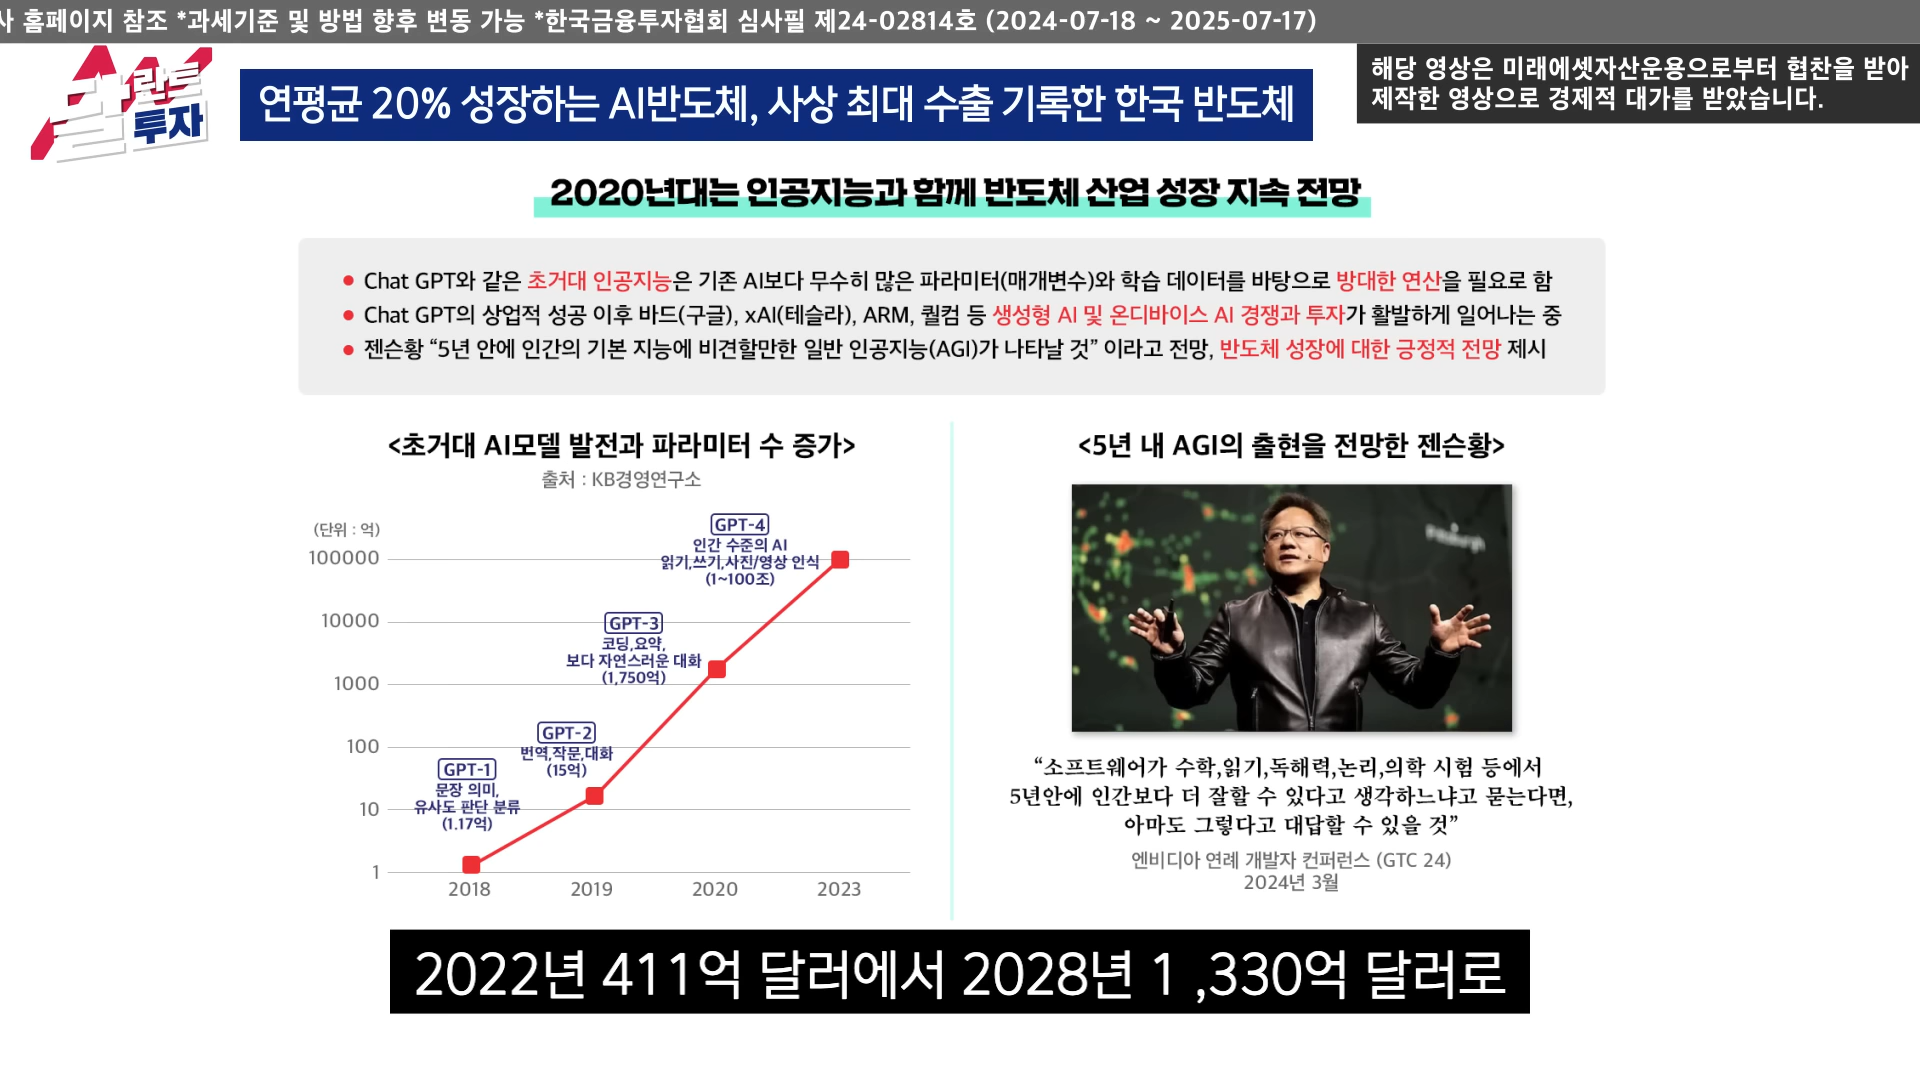 사 홈페이지 참조 *과세기준 및 방법 향후 변동 가능 *한국금융투자협회 심사필 제24-02814호 (2024-07-18 ~ 2025-07-17)
투자
연평균 20% 성장하는 AI반도체, 사상 최대 수출 기록한 한국 반도체
해당 영상은 미래에셋자산운용으로부터 협찬을 받아
제작한 영상으로 경제적 대가를 받았습니다.
2020년대는 인공지능과 함께 반도체 산업 성장 지속 전망
• Chat GPT와 같은 초거대 인공지능은 기존 AI보다 무수히 많은 파라미터(매개변수)와 학습 데이터를 바탕으로 방대한 연산을 필요로 함
• Chat GPT의 상업적 성공 이후 바드(구글), xAI(테슬라), ARM, 퀄컴 등 생성형 AI 및 온디바이스 AI 경쟁과 투자가 활발하게 일어나는 중
• 젠슨황 “5년 안에 인간의 기본 지능에 비견할만한 일반 인공지능(AGI)가 나타날 것” 이라고 전망, 반도체 성장에 대한 긍정적 전망 제시
<초거대 AI모델 발전과 파라미터 수 증가>
출처 : KB경영연구소
(단위 : 억)
100000
10000
1000
100
10
1
GPT-4
인간 수준의 AI
읽기,쓰기,사진/영상 인식
(1~100조)
GPT-3
코딩,요약,
보다 자연스러운 대화
(1,750억)
GPT-2
번역,작문,대화
(15억)
GPT-1
문장 의미,
유사도 판단 분류
(1.17억)
2018 2019 2020 2023
<5년 내 AGI의 출현을 전망한 젠슨황>
“소프트웨어가 수학,읽기,독해력,논리,의학 시험 등에서
5년안에 인간보다 더 잘할 수 있다고 생각하느냐고 묻는다면,
아마도 그렇다고 대답할 수 있을 것”
엔비디아 연례 개발자 컨퍼런스 (GTC 24)
2024년 3월
2022년 411억 달러에서 2028년 1 ,330억 달러로